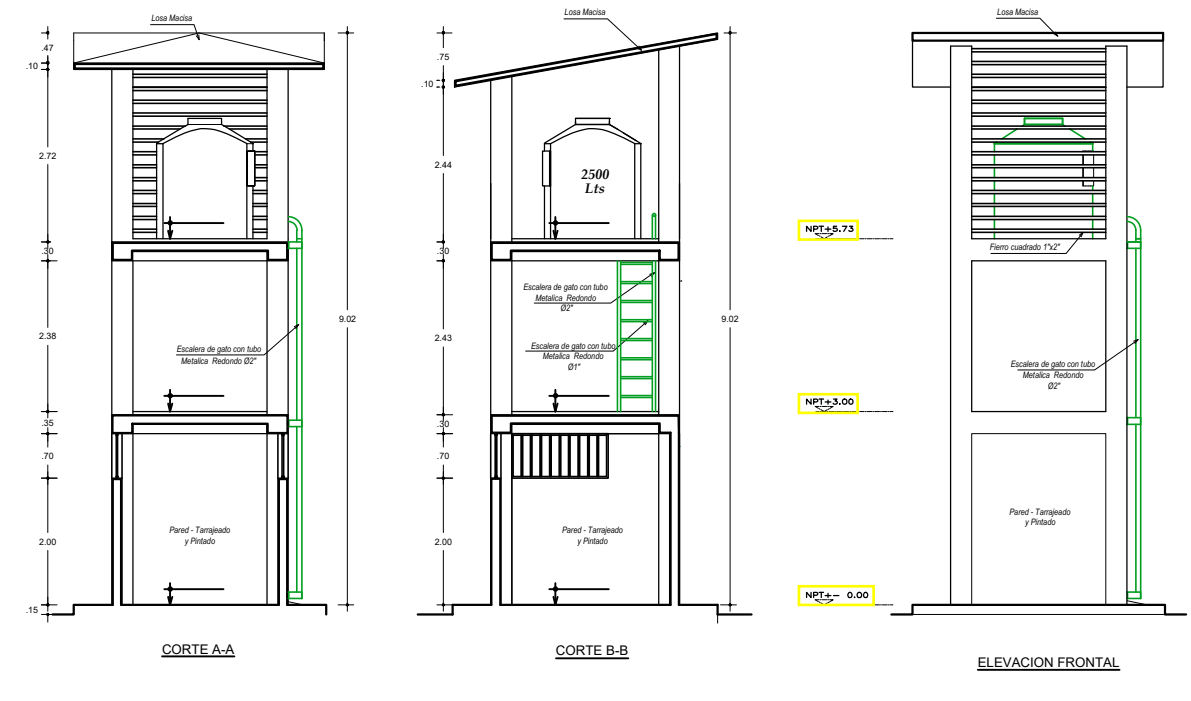 Losa Macisa
.47
.10
2.72
.30
2.38
.35
.70
2.00
.15
9.02
Escalera de gato con tubo
Metalica Redondo Ø2"
Pared - Tarrajeado
y Pintado
CORTE A-A
Losa Macisa
.75
.10
2.44
.30
2.43
.30
.70
2.00
9.02
2500
Lts
Escalera de gato con tubo
Metalica Redondo
Ø2"
Escalera de gato con tubo
Metalica Redondo
Ø1"
Pared - Tarrajeado
y Pintado
CORTE B-B
NPT+5.73
NPT+3.00
NPT+- 0.00
Losa Macisa
Fierro cuadrado 1"x2"
Escalera de gato con tubo
Metalica Redondo
Ø2"
Pared - Tarrajeado
y Pintado
ELEVACION FRONTAL